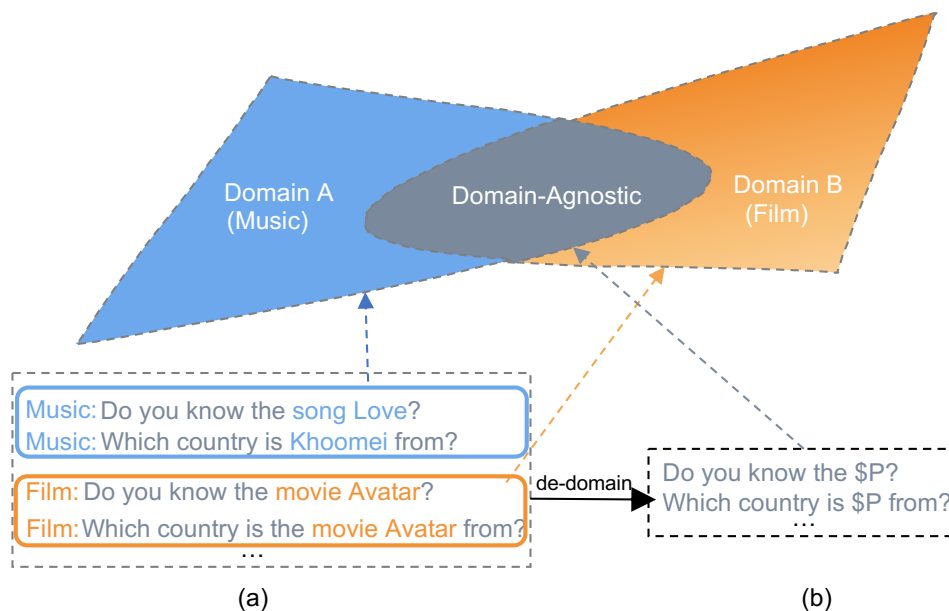 Domain A
(Music)
Domain-Agnostic
Domain B
(Film)
Music: Do you know the song Love?
Music: Which country is Khoomei from?
Film: Do you know the movie Avatar?
Film: Which country is the movie Avatar from?
...
de-domain
Do you know the $P?
Which country is $P from?
...
(a)
(b)